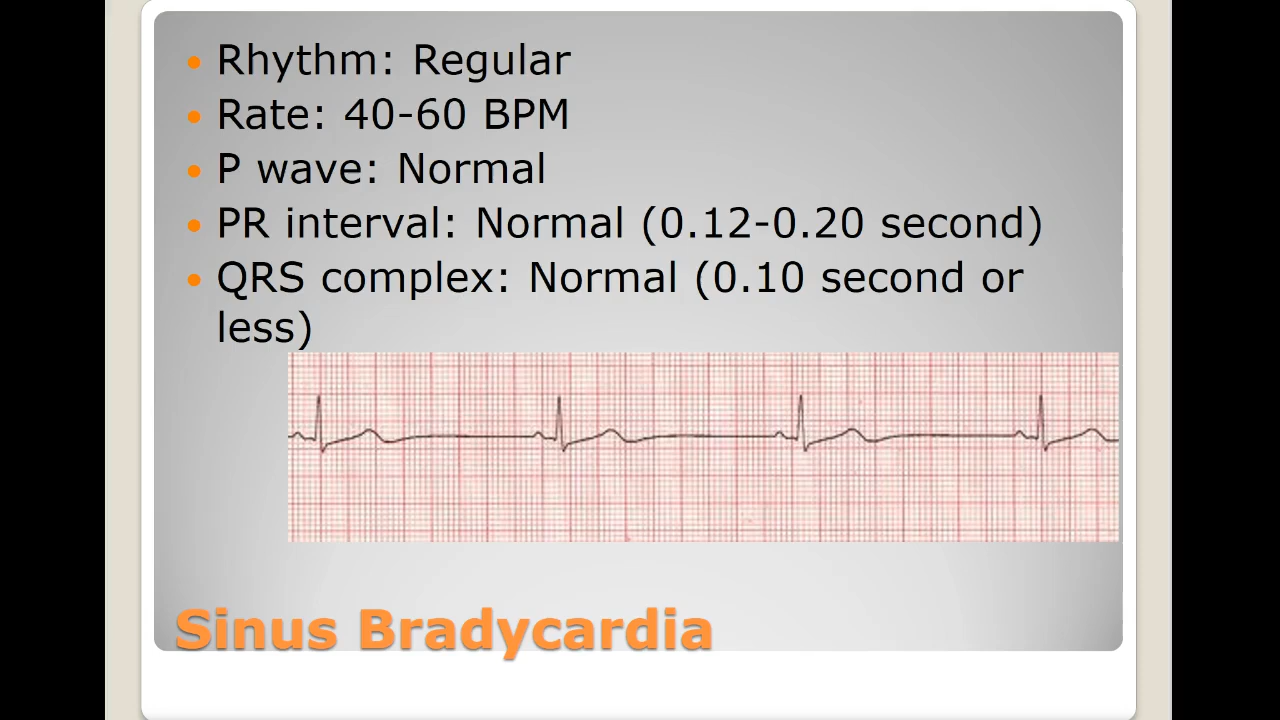 Rhythm: Regular
Rate: 40-60 BPM
P wave: Normal
PR interval: Normal (0.12-0.20 second)
QRS complex: Normal (0.10 second or
less)
Sinus Bradycardia